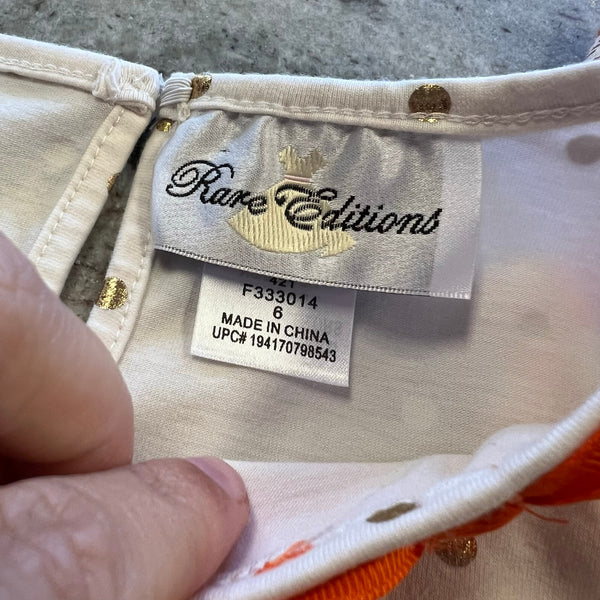 Rare Editions
421
F333014
6
MADE IN CHINA
UPC# 194170798543